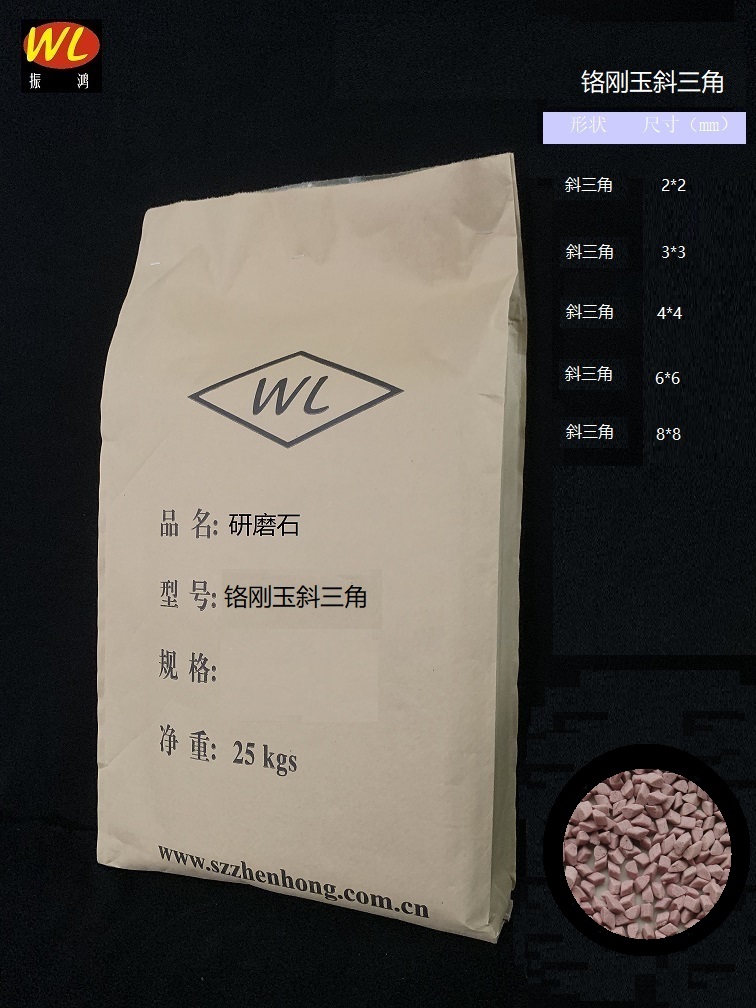 WL
振 鸿
铬刚玉斜三角
形状 尺寸（mm）
斜三角 2*2
斜三角 3*3
斜三角 4*4
斜三角 6*6
斜三角 8*8
WL
品 名: 研磨石
型 号: 铬刚玉斜三角
规 格:
净 重: 25 kgs
www.szzhenhong.com.cn